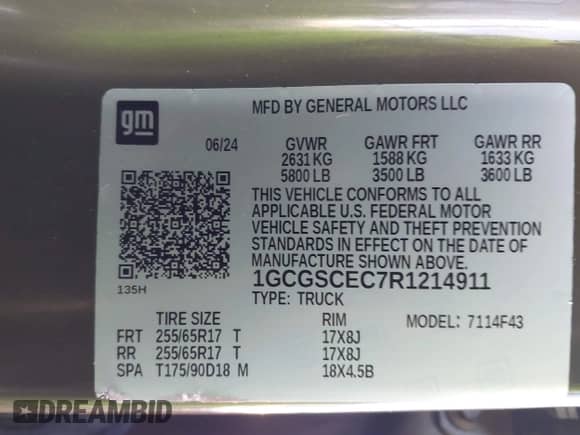 gm
MFD BY GENERAL MOTORS LLC
06/24 GVWR GAWR FRT GAWR RR
2631 KG 1588 KG 1633 KG
5800 LB 3500 LB 3600 LB
THIS VEHICLE CONFORMS TO ALL
APPLICABLE U.S. FEDERAL MOTOR
VEHICLE SAFETY AND THEFT PREVENTION
STANDARDS IN EFFECT ON THE DATE OF
MANUFACTURE SHOWN ABOVE.
135H
1GCGSCEC7R1214911
TYPE: TRUCK
TIRE SIZE RIM MODEL: 7114F43
FRT 255/65R17 T 17X8J
RR 255/65R17 T 17X8J
SPA T175/90D18 M 18X4.5B
DREAMBID